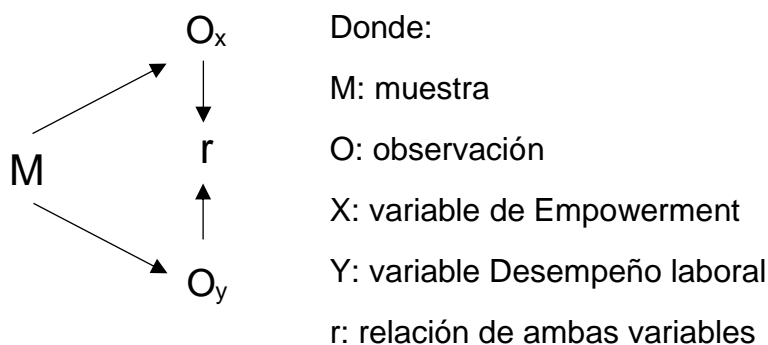 Oₓ
M
r
Oᵧ
Donde:
M: muestra
O: observación
X: variable de Empowerment
Y: variable Desempeño laboral
r: relación de ambas variables